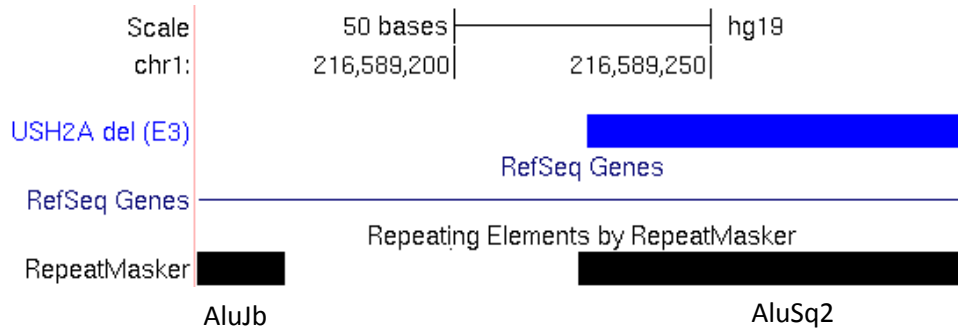 Scale 50 bases hg19
chr1: 216,589,200 216,589,250
USH2A del (E3)
RefSeq Genes
RefSeq Genes
Repeating Elements by RepeatMasker
RepeatMasker
AluJb AluSq2